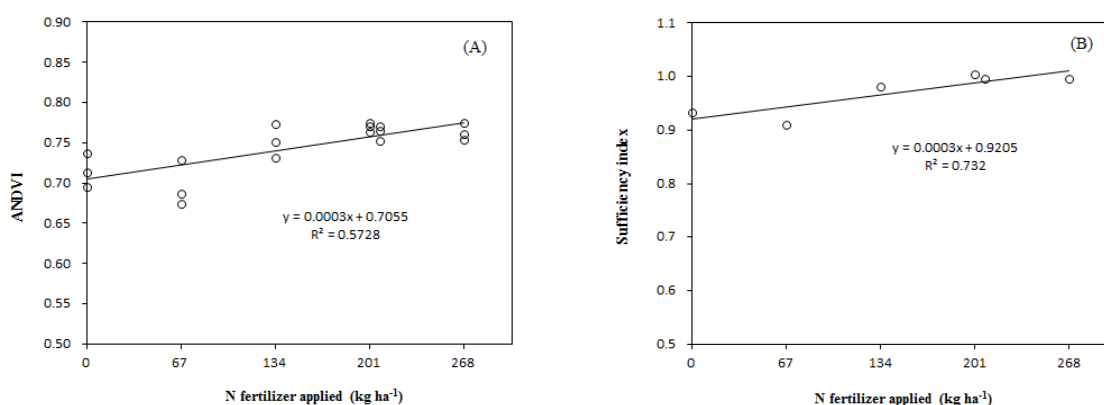 (A)
ANDVI
0.90
0.85
0.80
0.75
0.70
0.65
0.60
0.55
0.50
y = 0.0003x + 0.7055
R² = 0.5728
0 67 134 201 268
N fertilizer applied (kg ha⁻¹)
(B)
Sufficiency index
1.1
1.0
0.9
0.8
0.7
0.6
0.5
y = 0.0003x + 0.9205
R² = 0.732
0 67 134 201 268
N fertilizer applied (kg ha⁻¹)